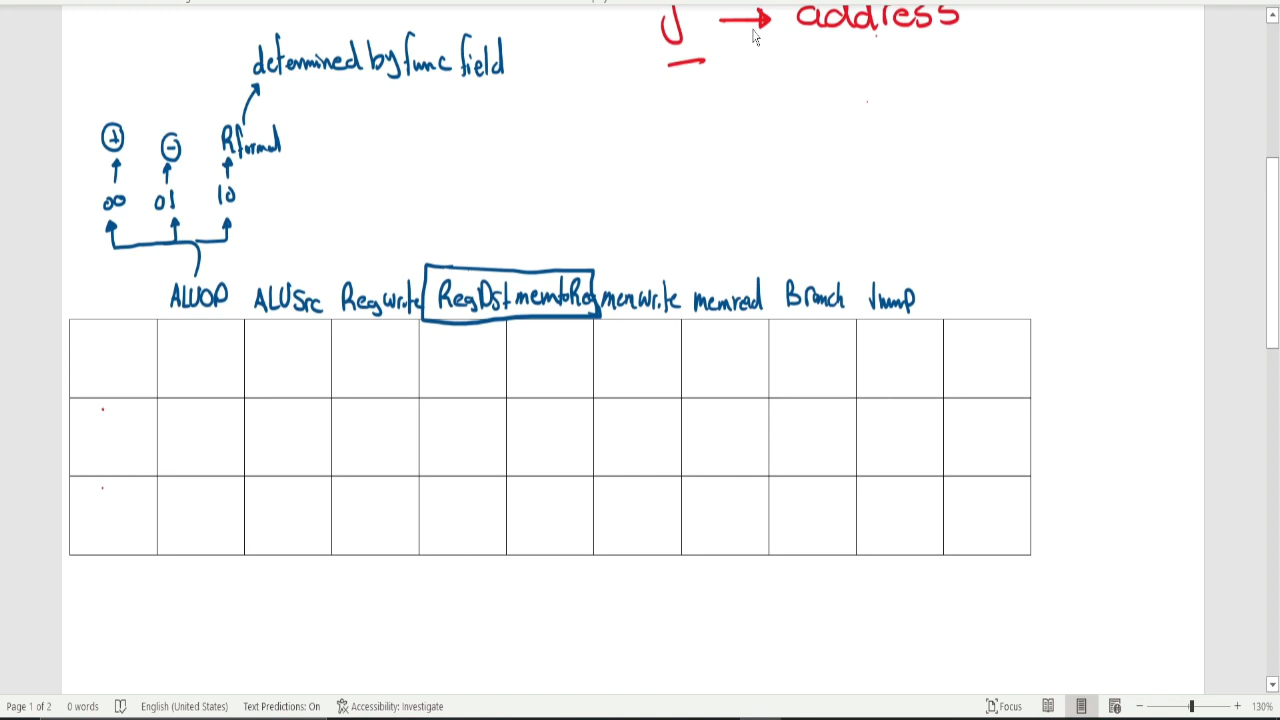 J → address
determined by func field
+ - Rformat
00 01 10
ALUOP ALUSrc Regwrite RegDst memtoReg memwrite memread Branch Jump
Page 1 of 2 0 words English (United States) Text Predictions: On Accessibility: Investigate Focus 130%